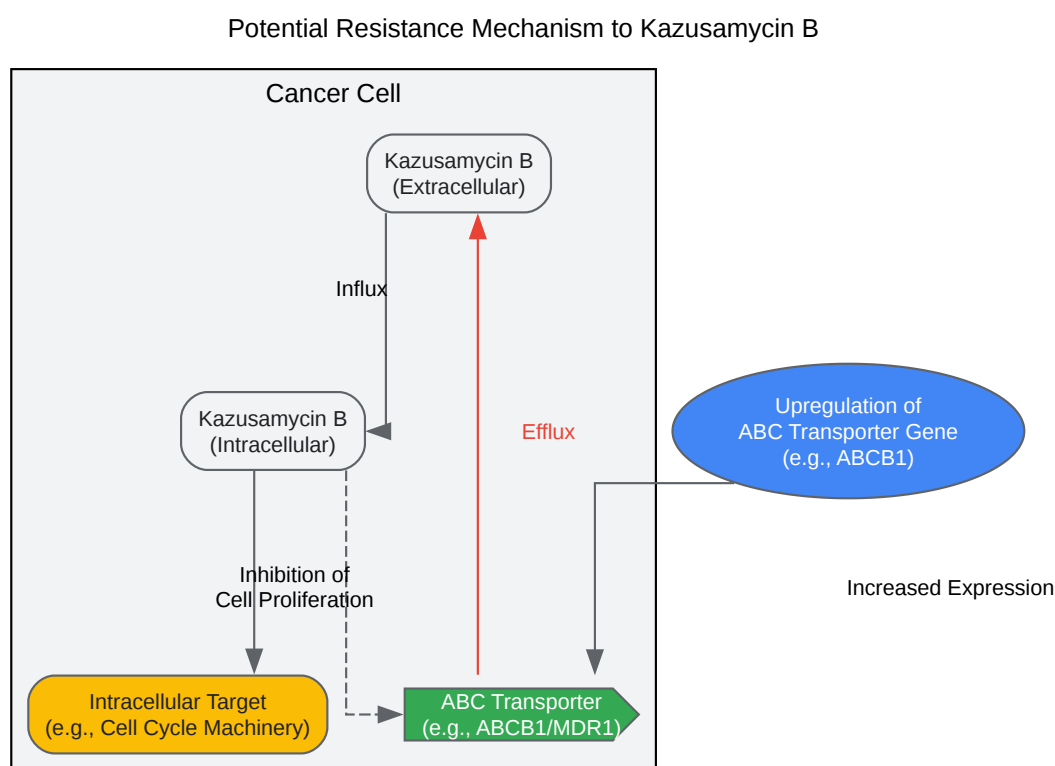 Potential Resistance Mechanism to Kazusamycin B
Cancer Cell
Kazusamycin B
(Extracellular)
Influx
Kazusamycin B
(Intracellular)
Efflux
Upregulation of
ABC Transporter Gene
(e.g., ABCB1)
Inhibition of
Cell Proliferation
Increased Expression
Intracellular Target
(e.g., Cell Cycle Machinery)
ABC Transporter
(e.g., ABCB1/MDR1)